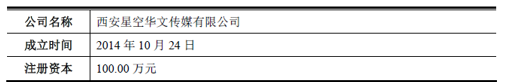 公司名称 西安星空华文传媒有限公司
成立时间 2014 年 10 月 24 日
注册资本 100.00 万元